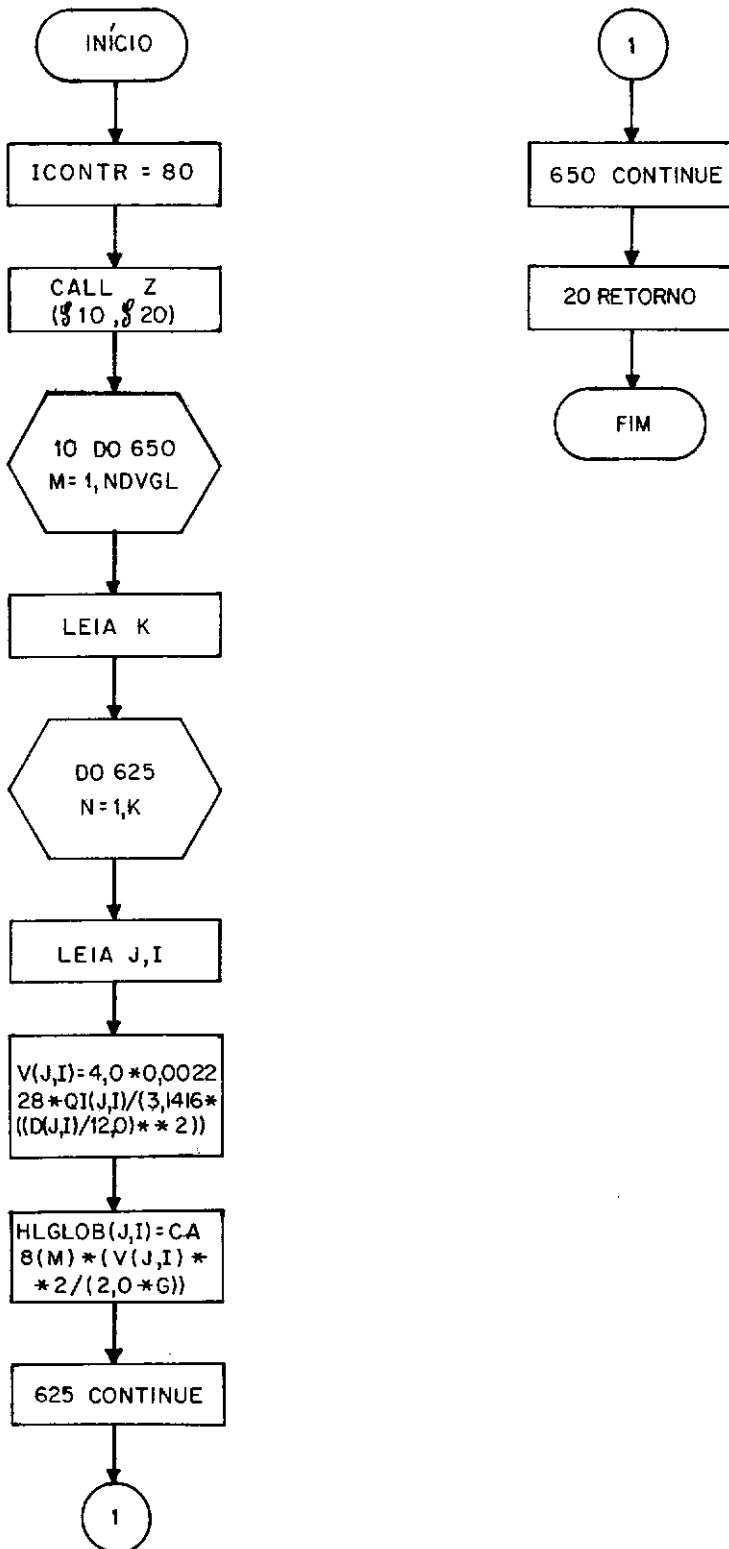 INÍCIO
ICONTR = 80
CALL Z
($10, $20)
10 DO 650
M= 1, NDVGL
LEIA K
DO 625
N=1,K
LEIA J,I
V(J,I)=4,0*0,0022
28*QI(J,I)/(3,1416*
((D(J,I)/12,0)**2))
HLGLOB(J,I)=CA
8(M)*(V(J,I)*
*2/(2,0*G))
625 CONTINUE
1
1
650 CONTINUE
20 RETORNO
FIM